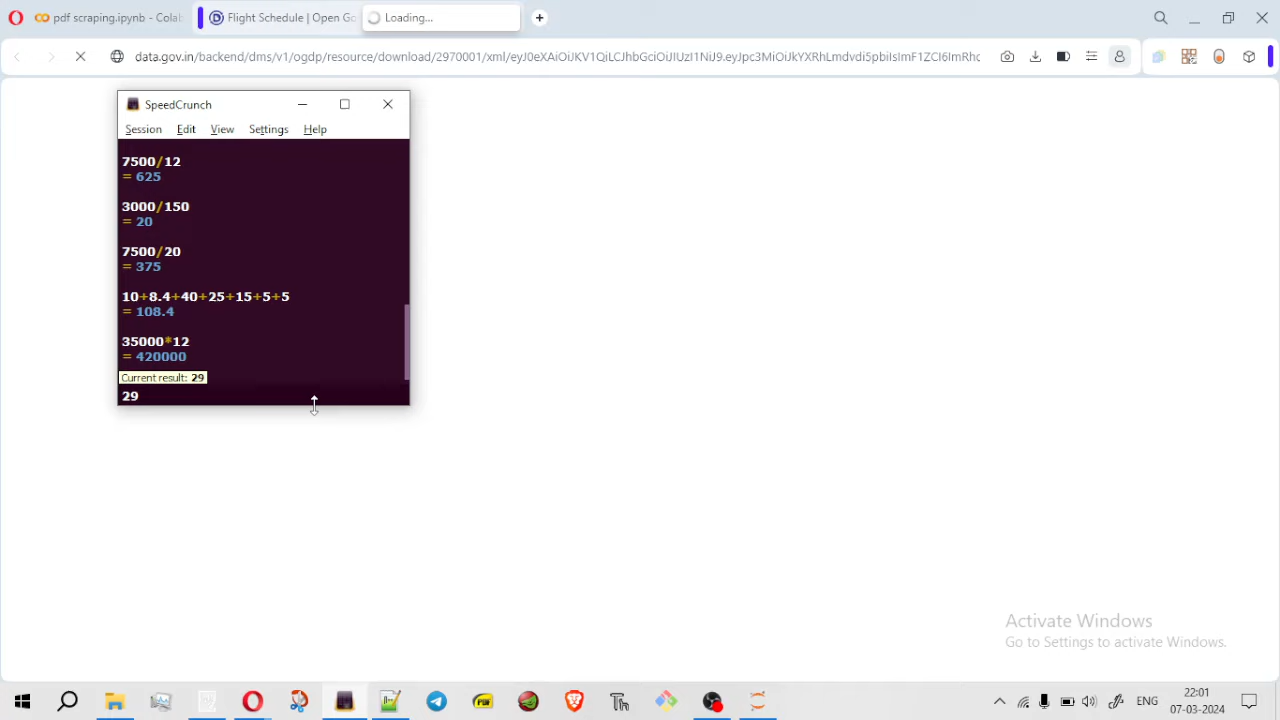 pdf scraping.ipynb - Colab
Flight Schedule | Open Go
Loading...
data.gov.in/backend/dms/v1/ogdp/resource/download/2970001/xml/eyJ0eXAiOiJKV1QiLCJhbGciOiJIUzI1NiJ9.eyJpc3MiOiJkYXRhLmdvdi5pbiIsImF1ZCI6ImRhc
SpeedCrunch
Session Edit View Settings Help
7500/12
= 625
3000/150
= 20
7500/20
= 375
10+8.4+40+25+15+5+5
= 108.4
35000*12
= 420000
Current result: 29
29
Activate Windows
Go to Settings to activate Windows.
PDF
Th
ENG
22:01
07-03-2024